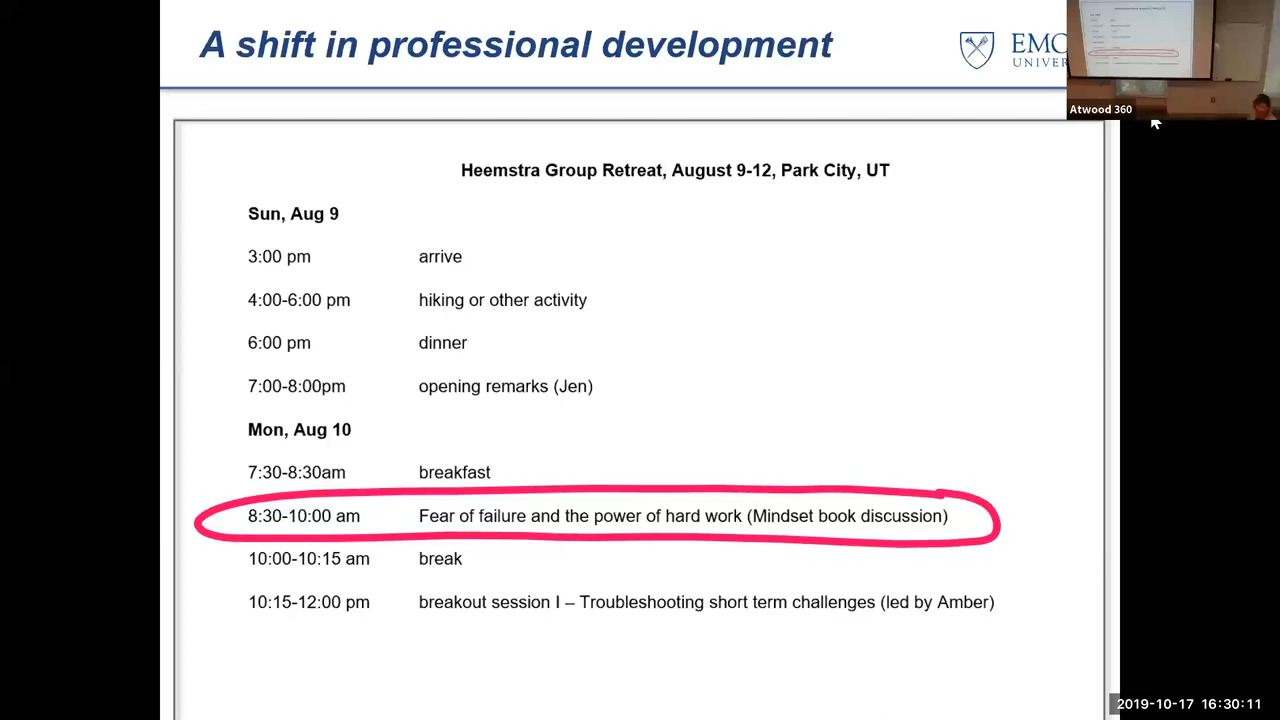 A shift in professional development
EMO
UNIVER
Atwood 360
Heemstra Group Retreat, August 9-12, Park City, UT
Sun, Aug 9
3:00 pm arrive
4:00-6:00 pm hiking or other activity
6:00 pm dinner
7:00-8:00pm opening remarks (Jen)
Mon, Aug 10
7:30-8:30am breakfast
8:30-10:00 am Fear of failure and the power of hard work (Mindset book discussion)
10:00-10:15 am break
10:15-12:00 pm breakout session I – Troubleshooting short term challenges (led by Amber)
2019-10-17 16:30:11